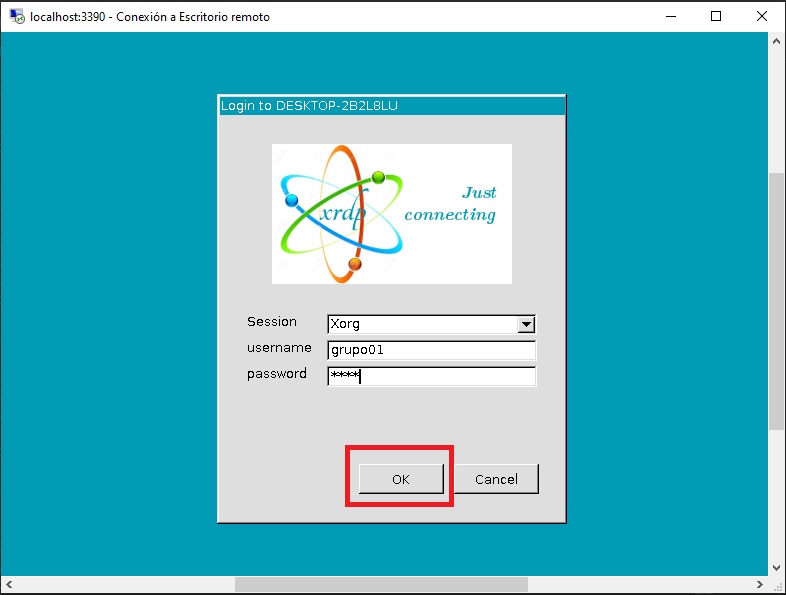 localhost:3390 - Conexión a Escritorio remoto
Login to DESKTOP-2B2L8LU
xrdp
Just
connecting
Session Xorg
username grupo01
password ****
OK Cancel